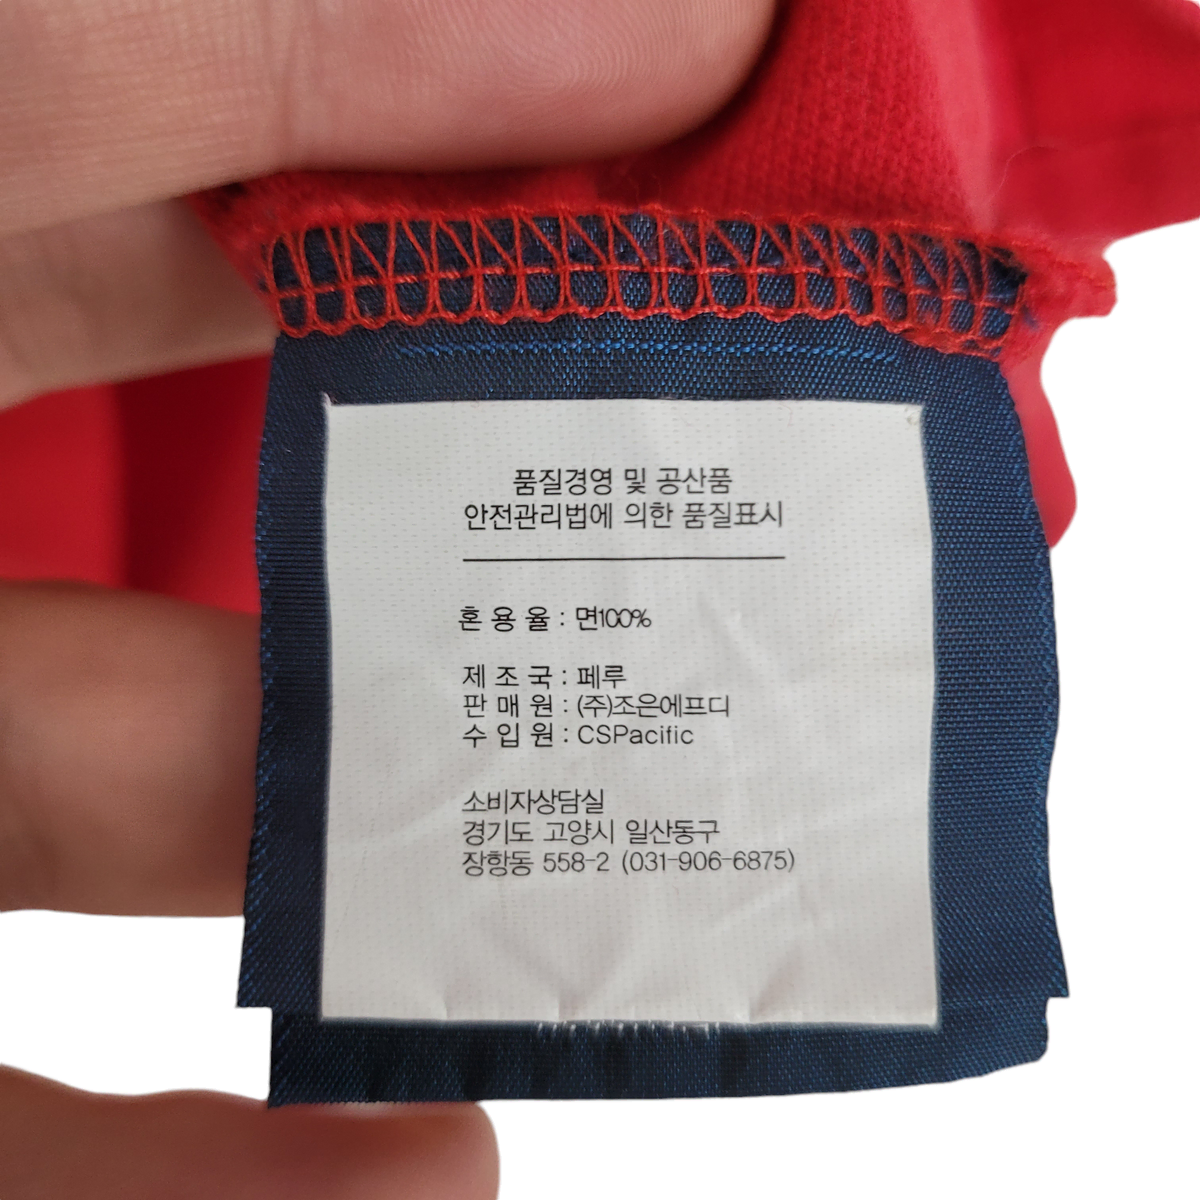 품질경영 및 공산품
안전관리법에 의한 품질표시
혼 용 율 : 면100%
제 조 국 : 페루
판 매 원 : (주)조은에프디
수 입 원 : CSPacific
소비자상담실
경기도 고양시 일산동구
장항동 558-2 (031-906-6875)